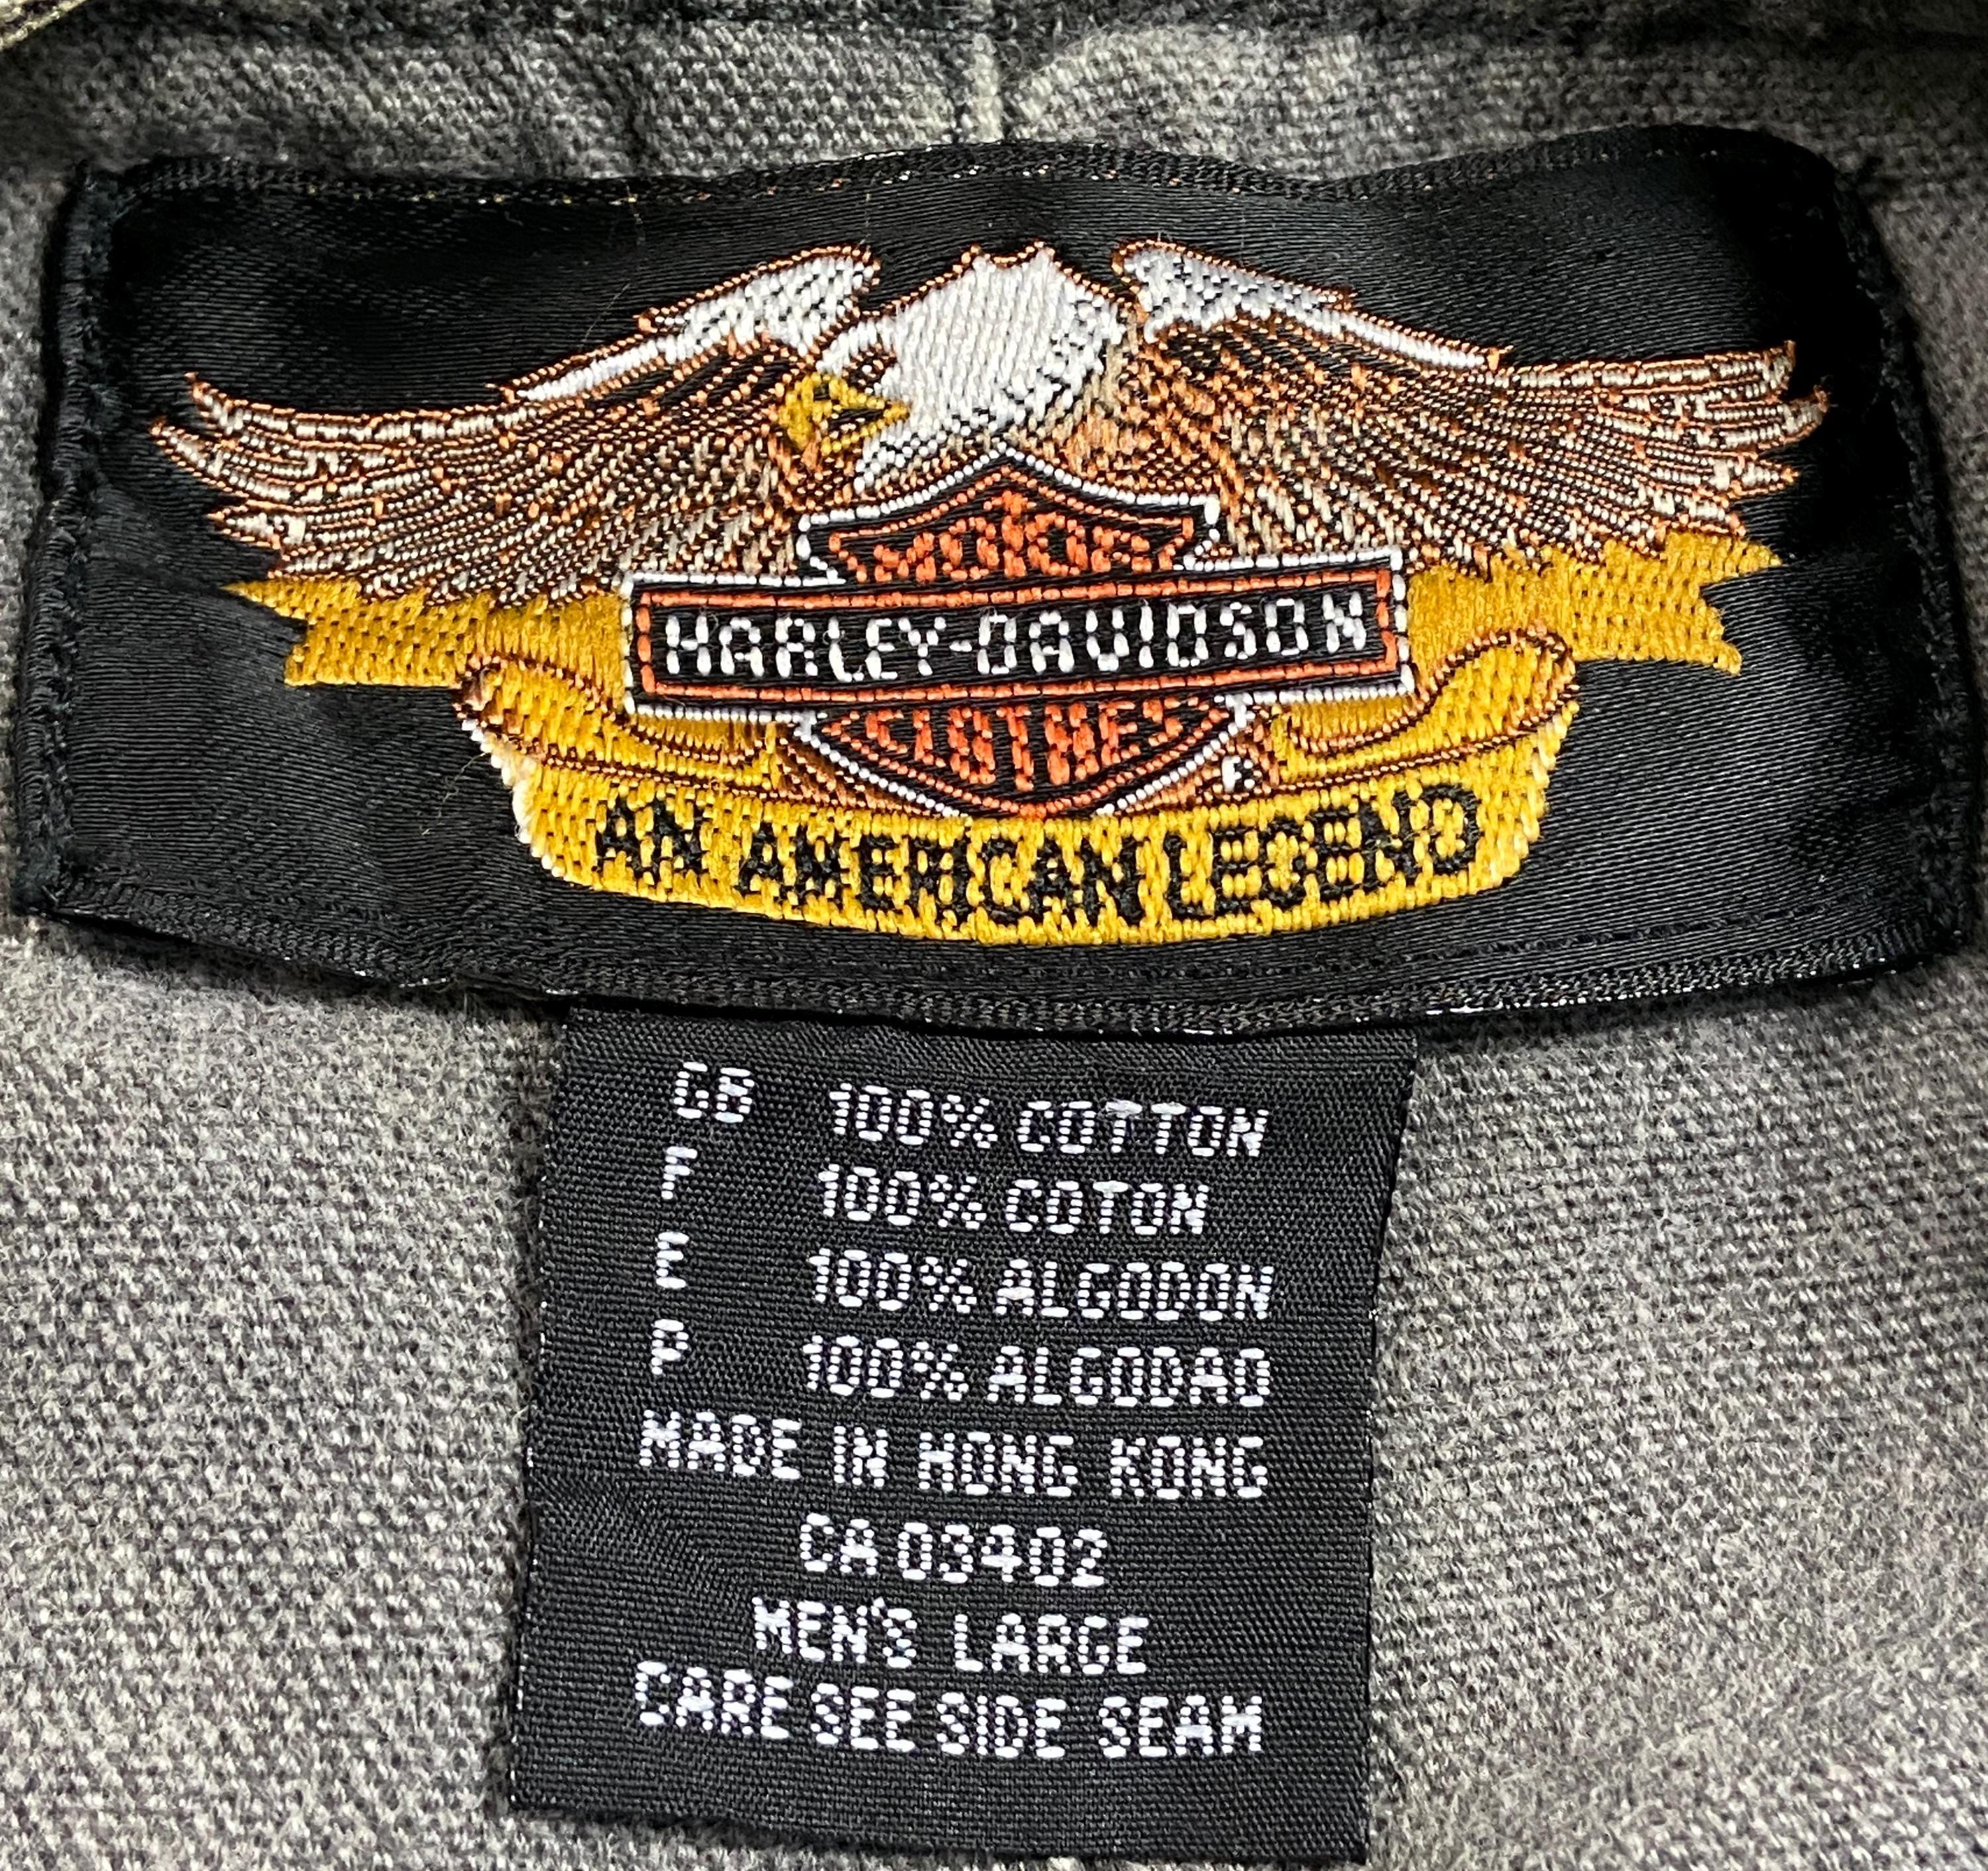 MOTOR
HARLEY-DAVIDSON
CLOTHES
AN AMERICAN LEGEND
GB 100% COTTON
F 100% COTON
E 100% ALGODON
P 100% ALGODAO
MADE IN HONG KONG
CA 03402
MEN'S LARGE
CARE SEE SIDE SEAM